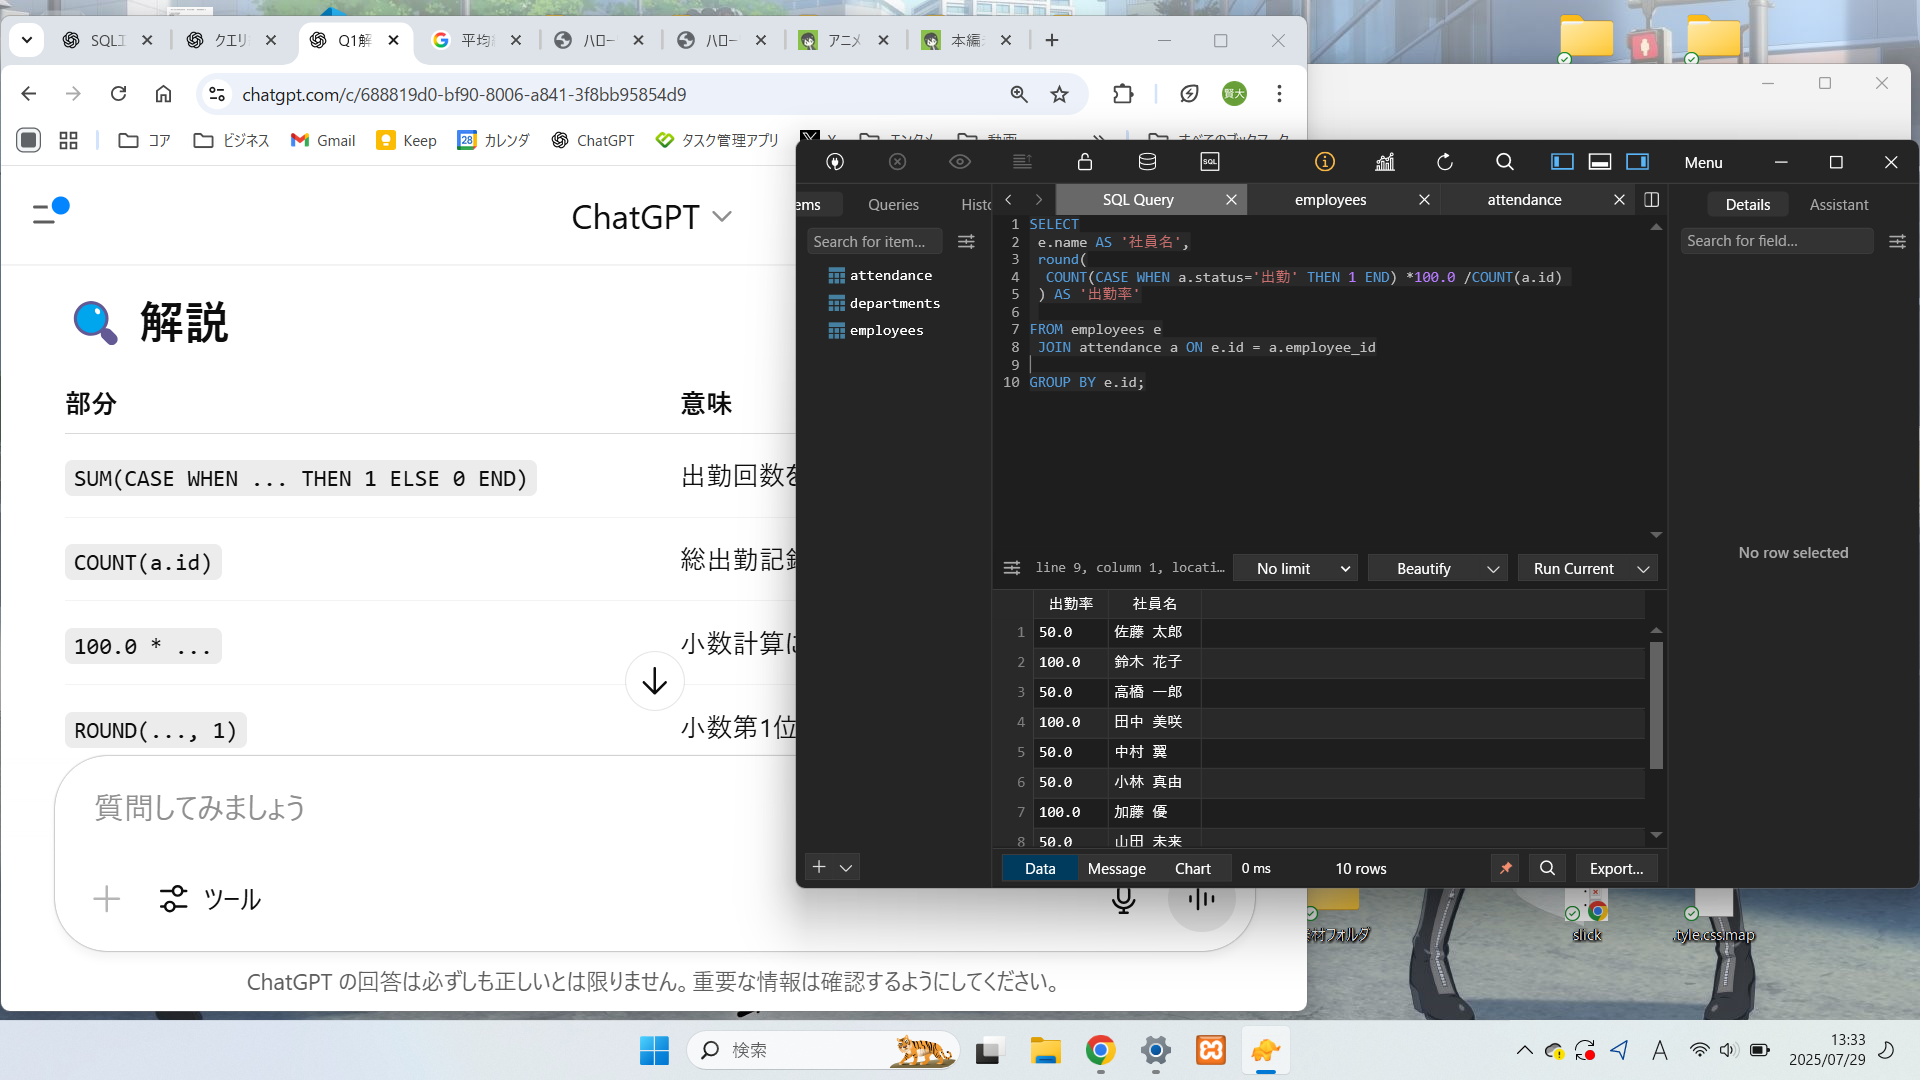 SQLエ
クエリ
Q1解
平均
ハロー
ハロー
アニメ
本編
chatgpt.com/c/688819d0-bf90-8006-a841-3f8bb95854d9
賢大
コア
ビジネス
Gmail
Keep
カレンダ
ChatGPT
タスク管理アプリ
X
エンタメ
動画
すべてのブックマーク
ChatGPT
解説
部分 意味
SUM(CASE WHEN ... THEN 1 ELSE 0 END) 出勤回数を
COUNT(a.id) 総出勤記録
100.0 * ... 小数計算に
ROUND(..., 1) 小数第1位
質問してみましょう
ツール
ChatGPT の回答は必ずしも正しいとは限りません。重要な情報は確認するようにしてください。
SQL
Menu
ems
Queries
Histo
SQL Query
employees
attendance
Details
Assistant
Search for item...
Search for field...
attendance
departments
employees
1 SELECT
2 e.name AS '社員名',
3 round(
4 COUNT(CASE WHEN a.status='出勤' THEN 1 END) *100.0 /COUNT(a.id)
5 ) AS '出勤率'
6
7 FROM employees e
8 JOIN attendance a ON e.id = a.employee_id
9
10 GROUP BY e.id;
No row selected
line 9, column 1, locati...
No limit
Beautify
Run Current
出勤率 社員名
1 50.0 佐藤 太郎
2 100.0 鈴木 花子
3 50.0 高橋 一郎
4 100.0 田中 美咲
5 50.0 中村 翼
6 50.0 小林 真由
7 100.0 加藤 優
8 50.0 山田 未来
Data
Message
Chart
0 ms
10 rows
Export...
材フォルダ
slick
.tyle.css.map
検索
A
13:33
2025/07/29